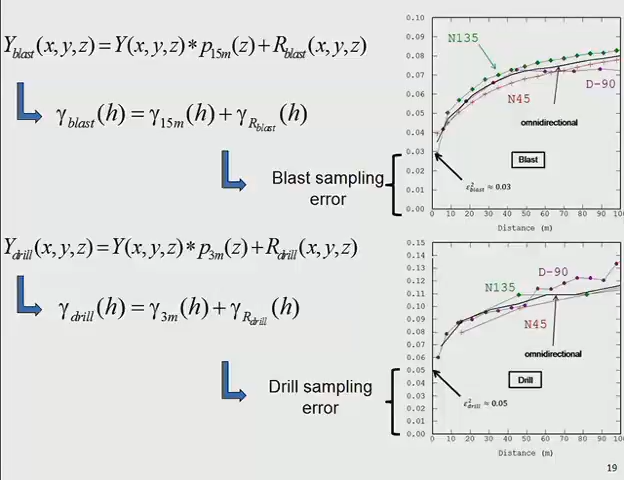 Y_blast(x,y,z)=Y(x,y,z)*p_15m(z)+R_blast(x,y,z)
γ_blast(h)=γ_15m(h)+γ_R_blast(h)
Blast sampling
error
0.10
0.09
0.08
0.07
0.06
0.05
0.04
0.03
0.02
0.01
0.00
N135
D-90
N45
omnidirectional
Blast
ε²_blast ≈ 0.03
0 10 20 30 40 50 60 70 80 90 100
Distance (m)
Y_drill(x,y,z)=Y(x,y,z)*p_3m(z)+R_drill(x,y,z)
γ_drill(h)=γ_3m(h)+γ_R_drill(h)
Drill sampling
error
0.15
0.14
0.13
0.12
0.11
0.10
0.09
0.08
0.07
0.06
0.05
0.04
0.03
0.02
0.01
0.00
D-90
N135
N45
omnidirectional
Drill
ε²_drill ≈ 0.05
0 10 20 30 40 50 60 70 80 90 100
Distance (m)
19